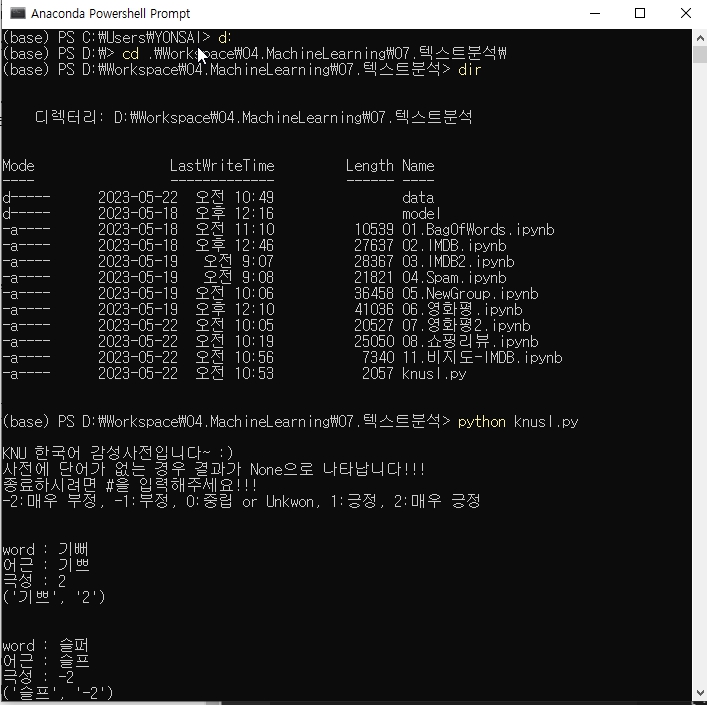 Anaconda Powershell Prompt
(base) PS C:₩Users₩YONSAI> d:
(base) PS D:₩> cd .₩Workspace₩04.MachineLearning₩07.텍스트분석₩
(base) PS D:₩Workspace₩04.MachineLearning₩07.텍스트분석> dir
디렉터리: D:₩Workspace₩04.MachineLearning₩07.텍스트분석
Mode LastWriteTime Length Name
---- ------------- ------ ----
d----- 2023-05-22 오전 10:49 data
d----- 2023-05-18 오후 12:16 model
-a---- 2023-05-18 오전 11:10 10539 01.BagOfWords.ipynb
-a---- 2023-05-18 오후 12:46 27637 02.IMDB.ipynb
-a---- 2023-05-19 오전 9:07 28367 03.IMDB2.ipynb
-a---- 2023-05-19 오전 9:08 21821 04.Spam.ipynb
-a---- 2023-05-19 오전 10:06 36458 05.NewGroup.ipynb
-a---- 2023-05-19 오후 12:10 41036 06.영화평.ipynb
-a---- 2023-05-22 오전 10:05 20527 07.영화평2.ipynb
-a---- 2023-05-22 오전 10:19 25050 08.쇼핑리뷰.ipynb
-a---- 2023-05-22 오전 10:56 7340 11.비지도-IMDB.ipynb
-a---- 2023-05-22 오전 10:53 2057 knusl.py
(base) PS D:₩Workspace₩04.MachineLearning₩07.텍스트분석> python knusl.py
KNU 한국어 감성사전입니다~ :)
사전에 단어가 없는 경우 결과가 None으로 나타납니다!!!
종료하시려면 #을 입력해주세요!!!
-2:매우 부정, -1:부정, 0:중립 or Unkwon, 1:긍정, 2:매우 긍정
word : 기뻐
어근 : 기쁘
극성 : 2
('기쁘', '2')
word : 슬퍼
어근 : 슬프
극성 : -2
('슬프', '-2')